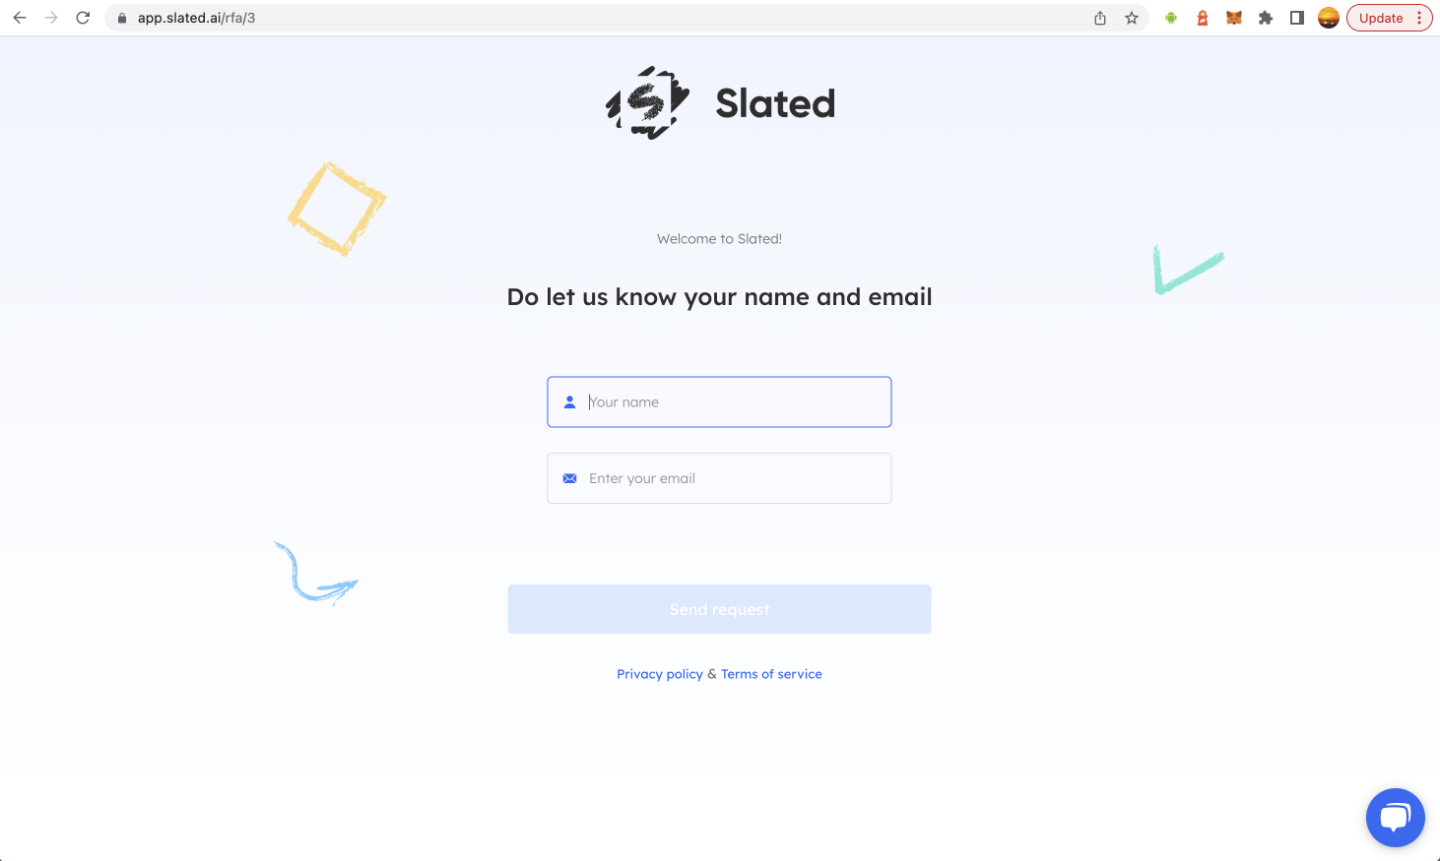 app.slated.ai/rfa/3
Update
Slated
Welcome to Slated!
Do let us know your name and email
Your name
Enter your email
Send request
Privacy policy & Terms of service